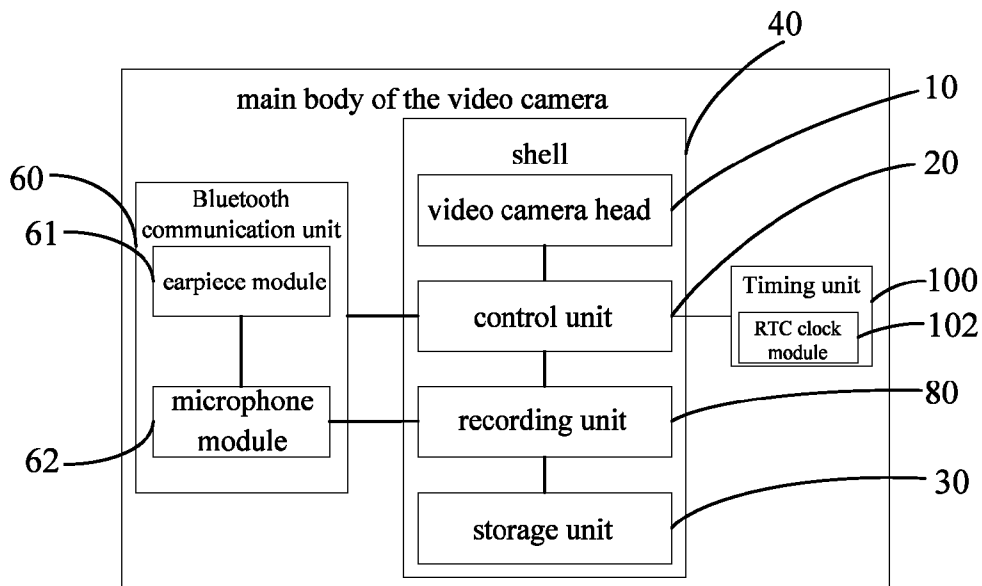 40
main body of the video camera
10
shell
20
60
Bluetooth
communication unit
video camera head
61
earpiece module
control unit
Timing unit
100
RTC clock
module
102
microphone
module
recording unit
80
62
storage unit
30